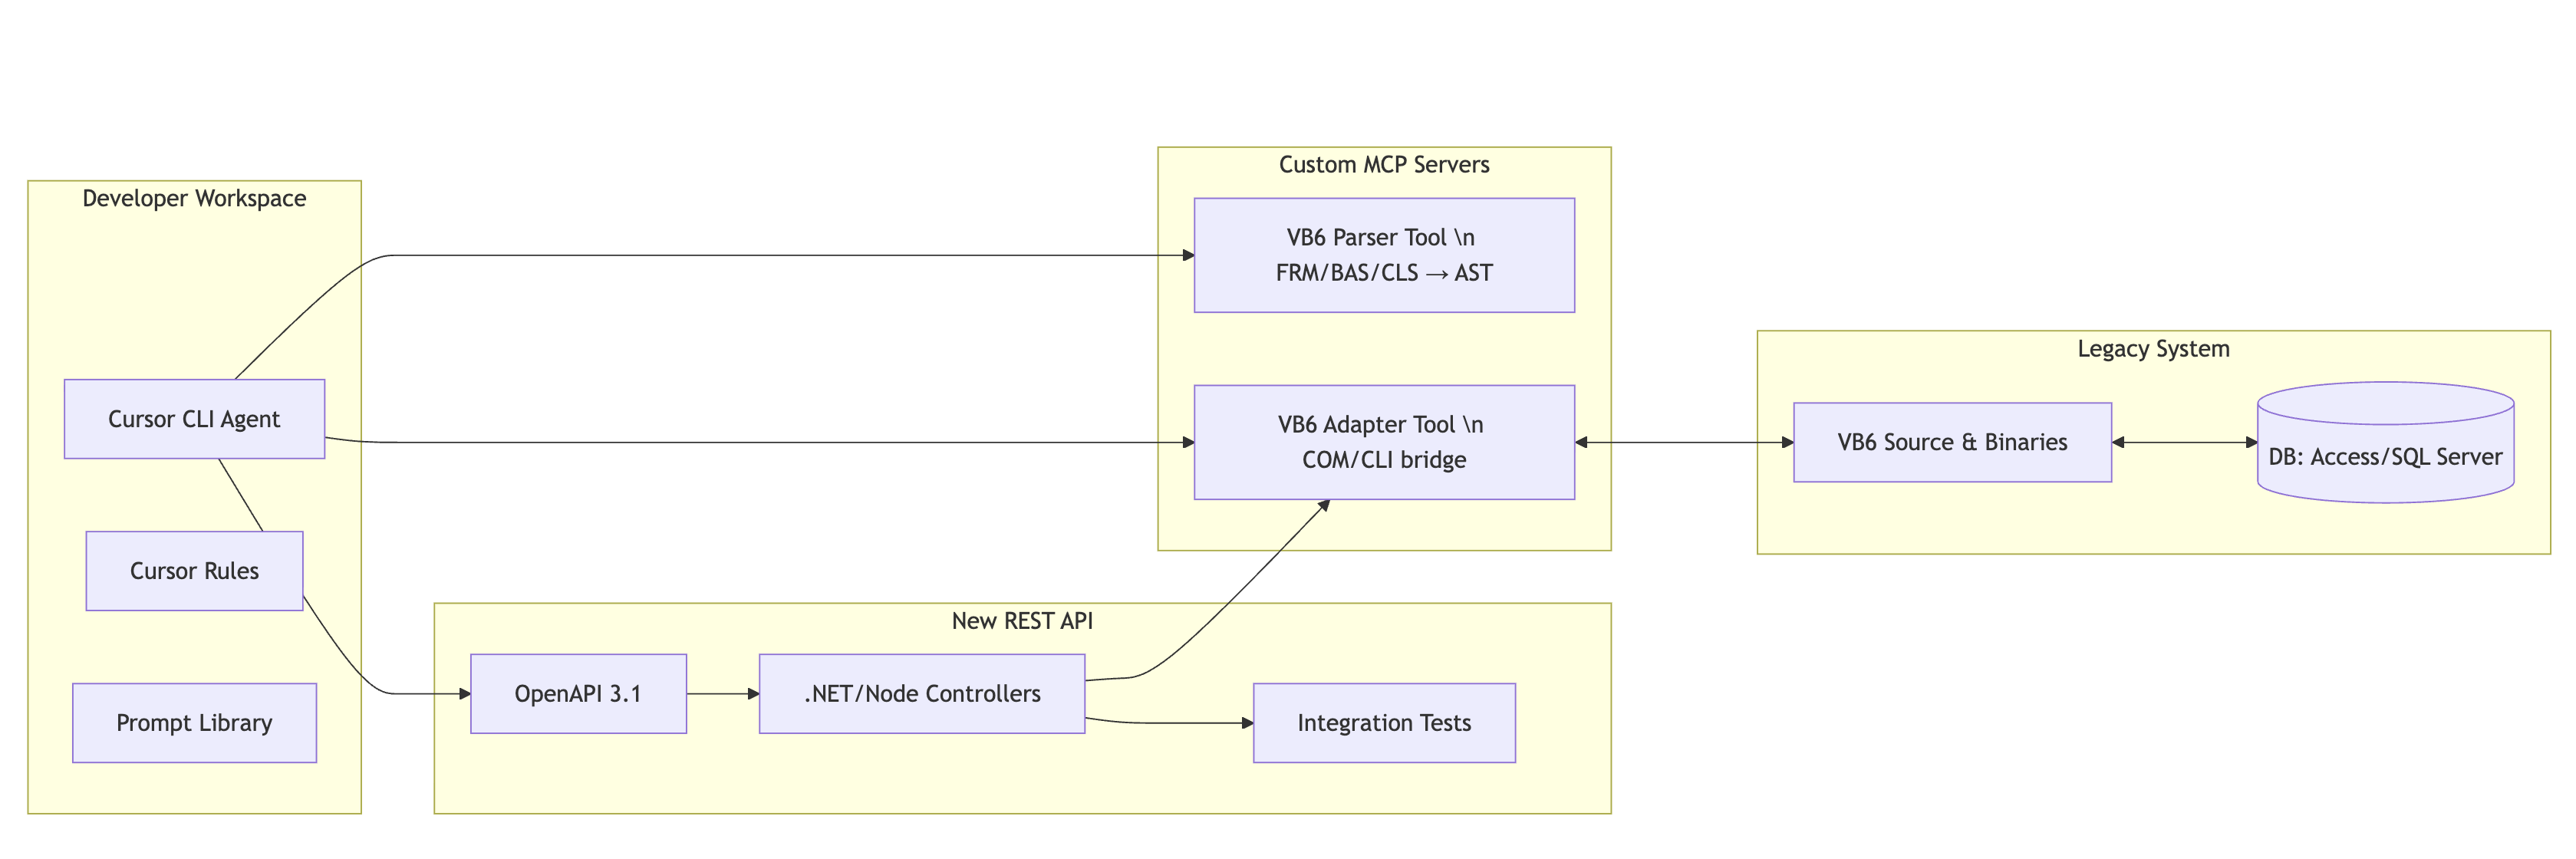 Developer Workspace
Cursor CLI Agent
Cursor Rules
Prompt Library
New REST API
OpenAPI 3.1
.NET/Node Controllers
Integration Tests
Custom MCP Servers
VB6 Parser Tool \n
FRM/BAS/CLS → AST
VB6 Adapter Tool \n
COM/CLI bridge
Legacy System
VB6 Source & Binaries
DB: Access/SQL Server